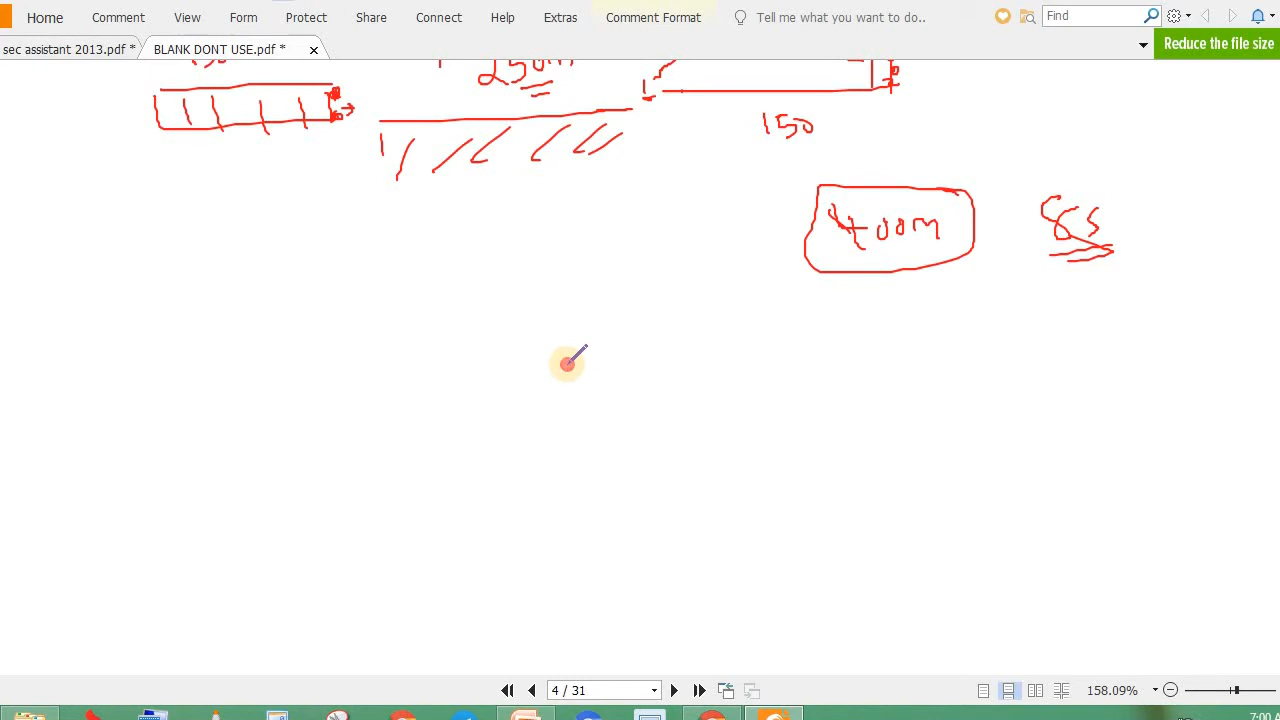 Home Comment View Form Protect Share Connect Help Extras Comment Format Tell me what you want to do.. Find
sec assistant 2013.pdf * BLANK DONT USE.pdf * Reduce the file size
250m
150
400m 8s
4 / 31 158.09%